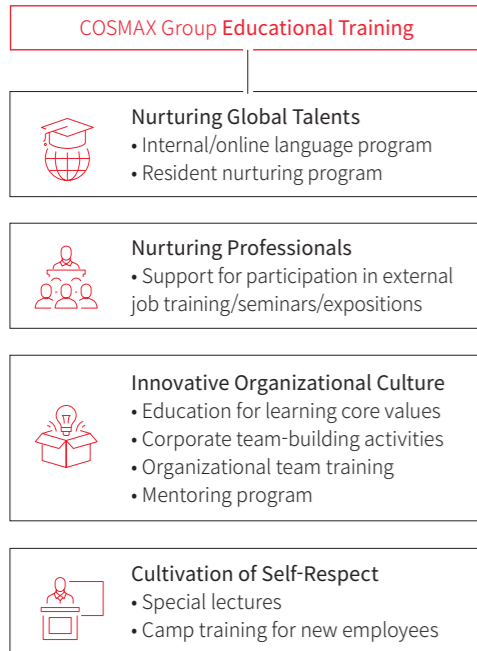 COSMAX Group Educational Training
Nurturing Global Talents
• Internal/online language program
• Resident nurturing program
Nurturing Professionals
• Support for participation in external
job training/seminars/expositions
Innovative Organizational Culture
• Education for learning core values
• Corporate team-building activities
• Organizational team training
• Mentoring program
Cultivation of Self-Respect
• Special lectures
• Camp training for new employees